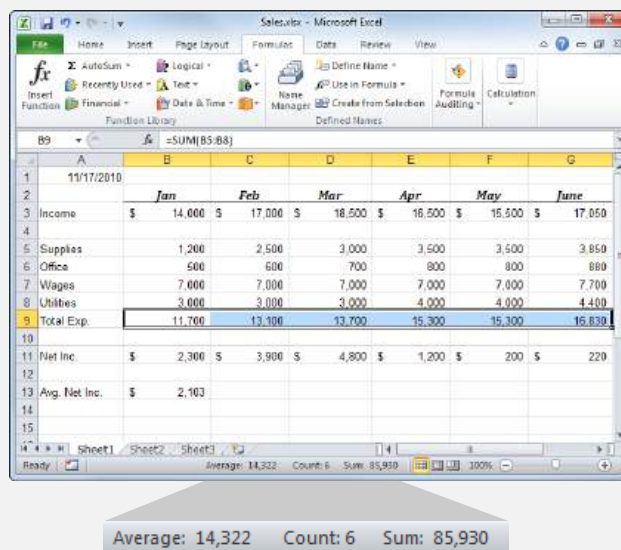 Sales.xlsx - Microsoft Excel
File Home Insert Page Layout Formulas Data Review View
fx Insert Function
Σ AutoSum
Recently Used
Financial
Logical
Text
Date & Time
Function Library
Name Manager
Define Name
Use in Formula
Create from Selection
Defined Names
Formula Auditing
Calculation
B9 fx =SUM(B5:B8)
A B C D E F G
1 11/17/2010
2 Jan Feb Mar Apr May June
3 Income $ 14,000 $ 17,000 $ 18,500 $ 16,500 $ 15,500 $ 17,050
4
5 Supplies 1,200 2,500 3,000 3,500 3,500 3,850
6 Office 500 600 700 800 800 880
7 Wages 7,000 7,000 7,000 7,000 7,000 7,700
8 Utilities 3,000 3,000 3,000 4,000 4,000 4,400
9 Total Exp. 11,700 13,100 13,700 15,300 15,300 16,830
10
11 Net Inc. $ 2,300 $ 3,900 $ 4,800 $ 1,200 $ 200 $ 220
12
13 Avg. Net Inc. $ 2,103
14
15
Sheet1 Sheet2 Sheet3
Ready Average: 14,322 Count: 6 Sum: 85,930 100%
Average: 14,322 Count: 6 Sum: 85,930